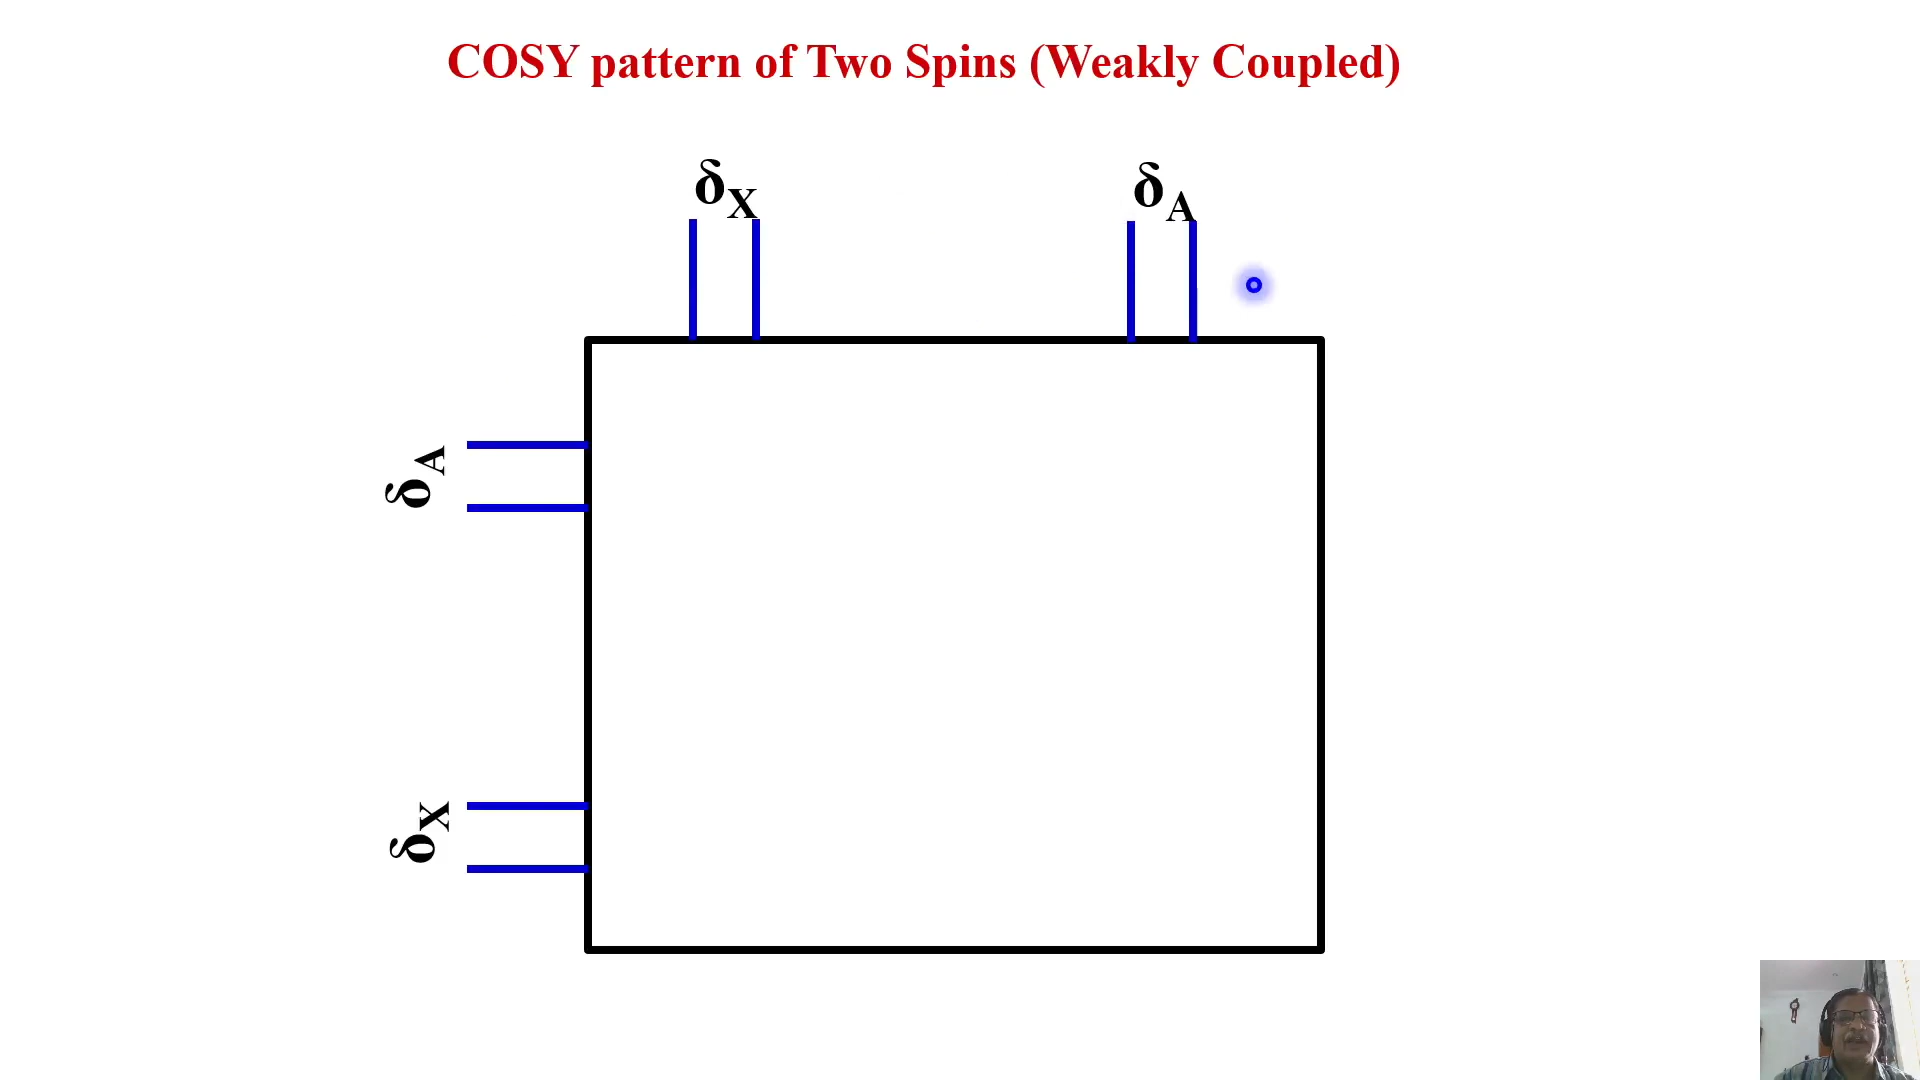 COSY pattern of Two Spins (Weakly Coupled)
δX
δA
δA
δX